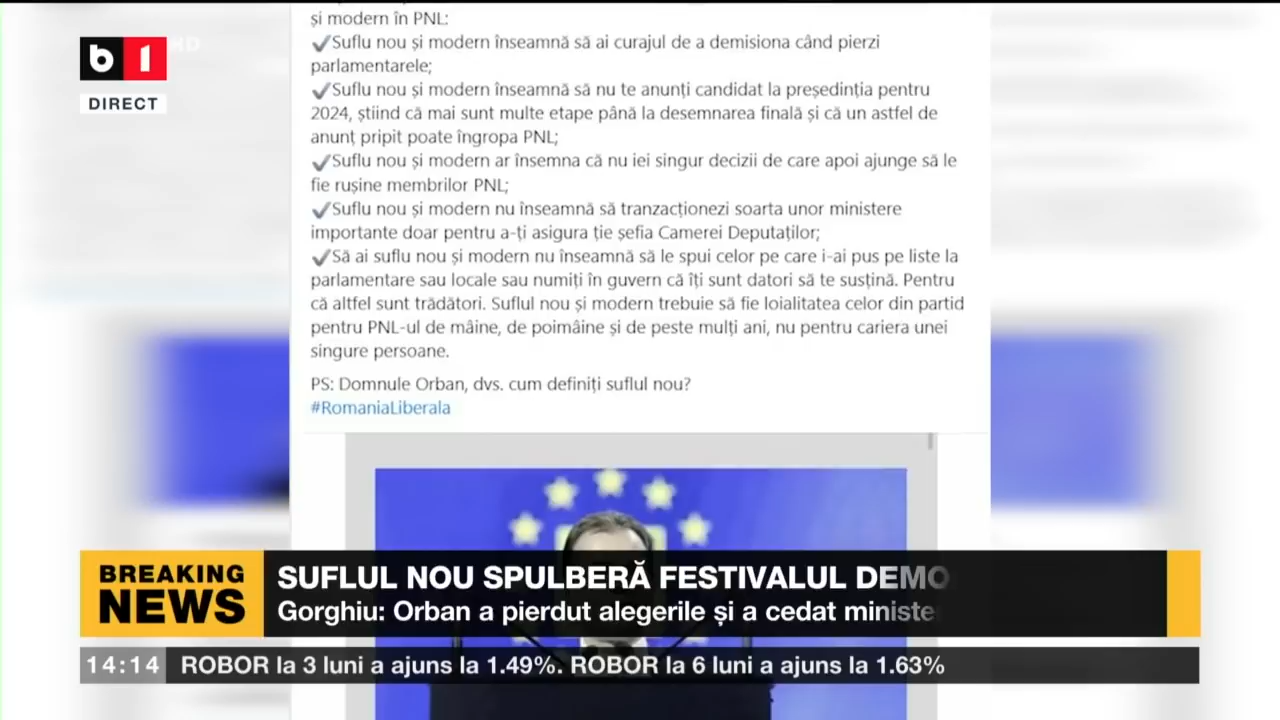 și modern în PNL:
✔Suflu nou și modern înseamnă să ai curajul de a demisiona când pierzi
parlamentarele;
✔Suflu nou și modern înseamnă să nu te anunți candidat la președinția pentru
2024, știind că mai sunt multe etape până la desemnarea finală și că un astfel de
anunț pripit poate îngropa PNL;
✔Suflu nou și modern ar însemna că nu iei singur decizii de care apoi ajunge să le
fie rușine membrilor PNL;
✔Suflu nou și modern nu înseamnă să tranzacționezi soarta unor ministere
importante doar pentru a-ți asigura ție șefia Camerei Deputaților;
✔Să ai suflu nou și modern nu înseamnă să le spui celor pe care i-ai pus pe liste la
parlamentare sau locale sau numiți în guvern că îți sunt datori să te susțină. Pentru
că altfel sunt trădători. Suflul nou și modern trebuie să fie loialitatea celor din partid
pentru PNL-ul de mâine, de poimâine și de peste mulți ani, nu pentru cariera unei
singure persoane.
PS: Domnule Orban, dvs. cum definiți suflul nou?
#RomaniaLiberala
b1
DIRECT
BREAKING
NEWS
SUFLUL NOU SPULBERĂ FESTIVALUL DEMO
Gorghiu: Orban a pierdut alegerile și a cedat ministe
14:14 ROBOR la 3 luni a ajuns la 1.49%. ROBOR la 6 luni a ajuns la 1.63%